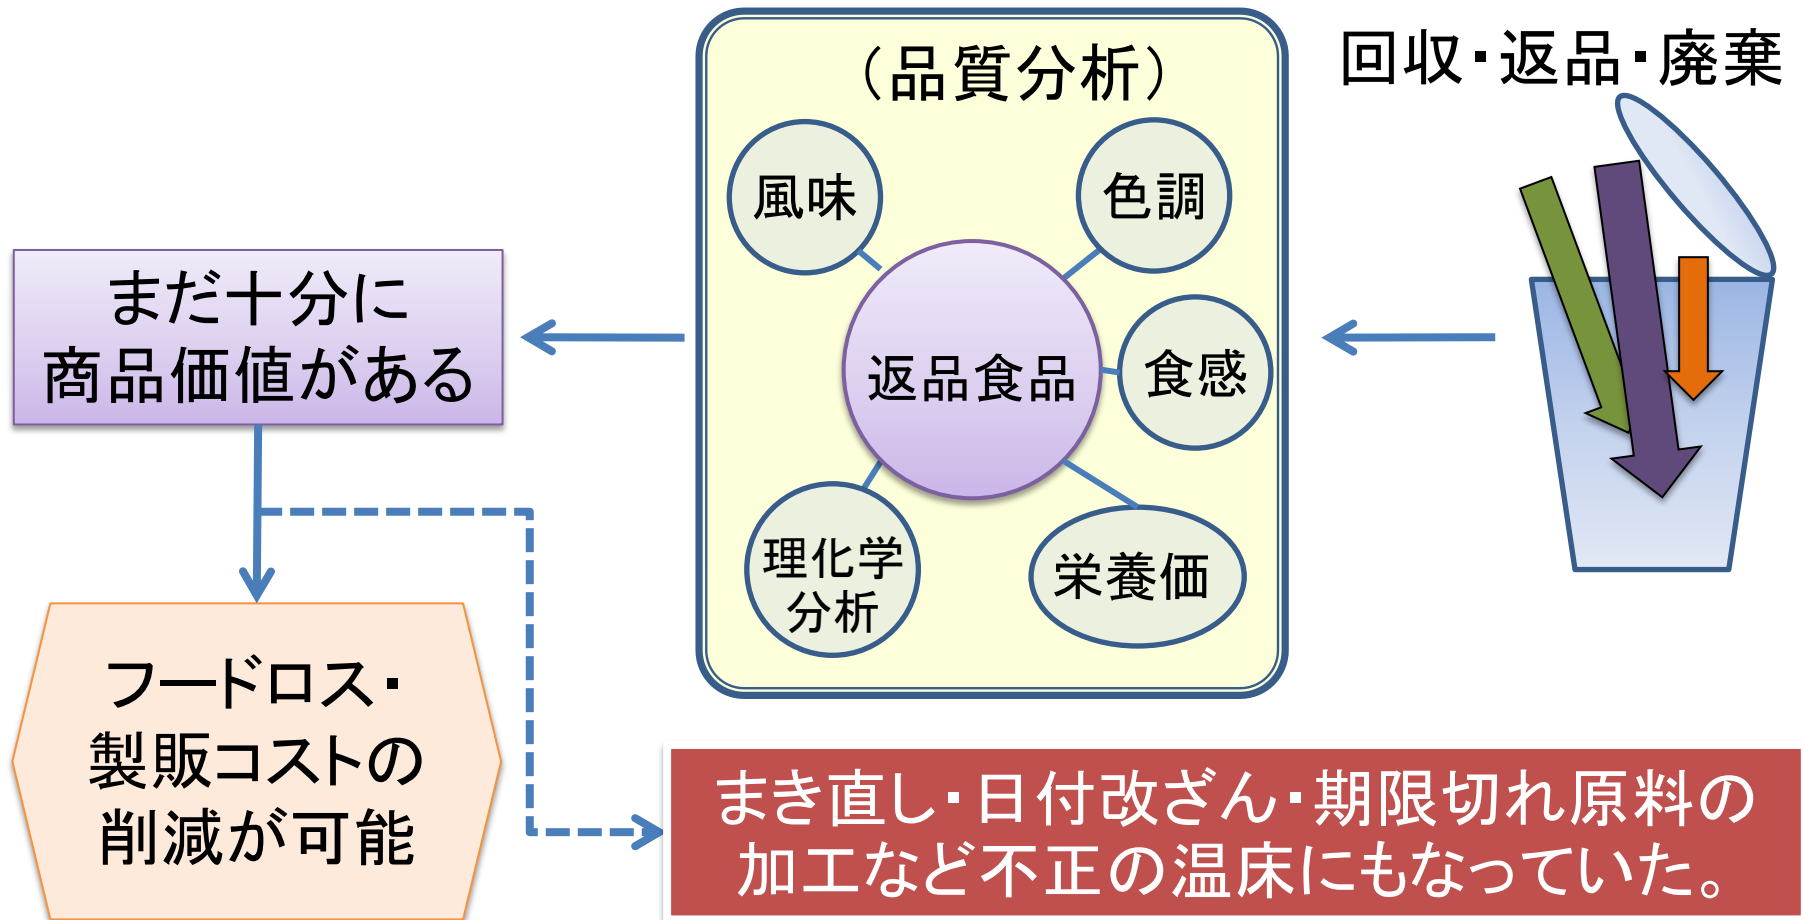 (品質分析)
回収・返品・廃棄
風味
色調
まだ十分に
商品価値がある
返品食品
食感
理化学
分析
栄養価
フードロス・
製販コストの
削減が可能
まき直し・日付改ざん・期限切れ原料の
加工など不正の温床にもなっていた。